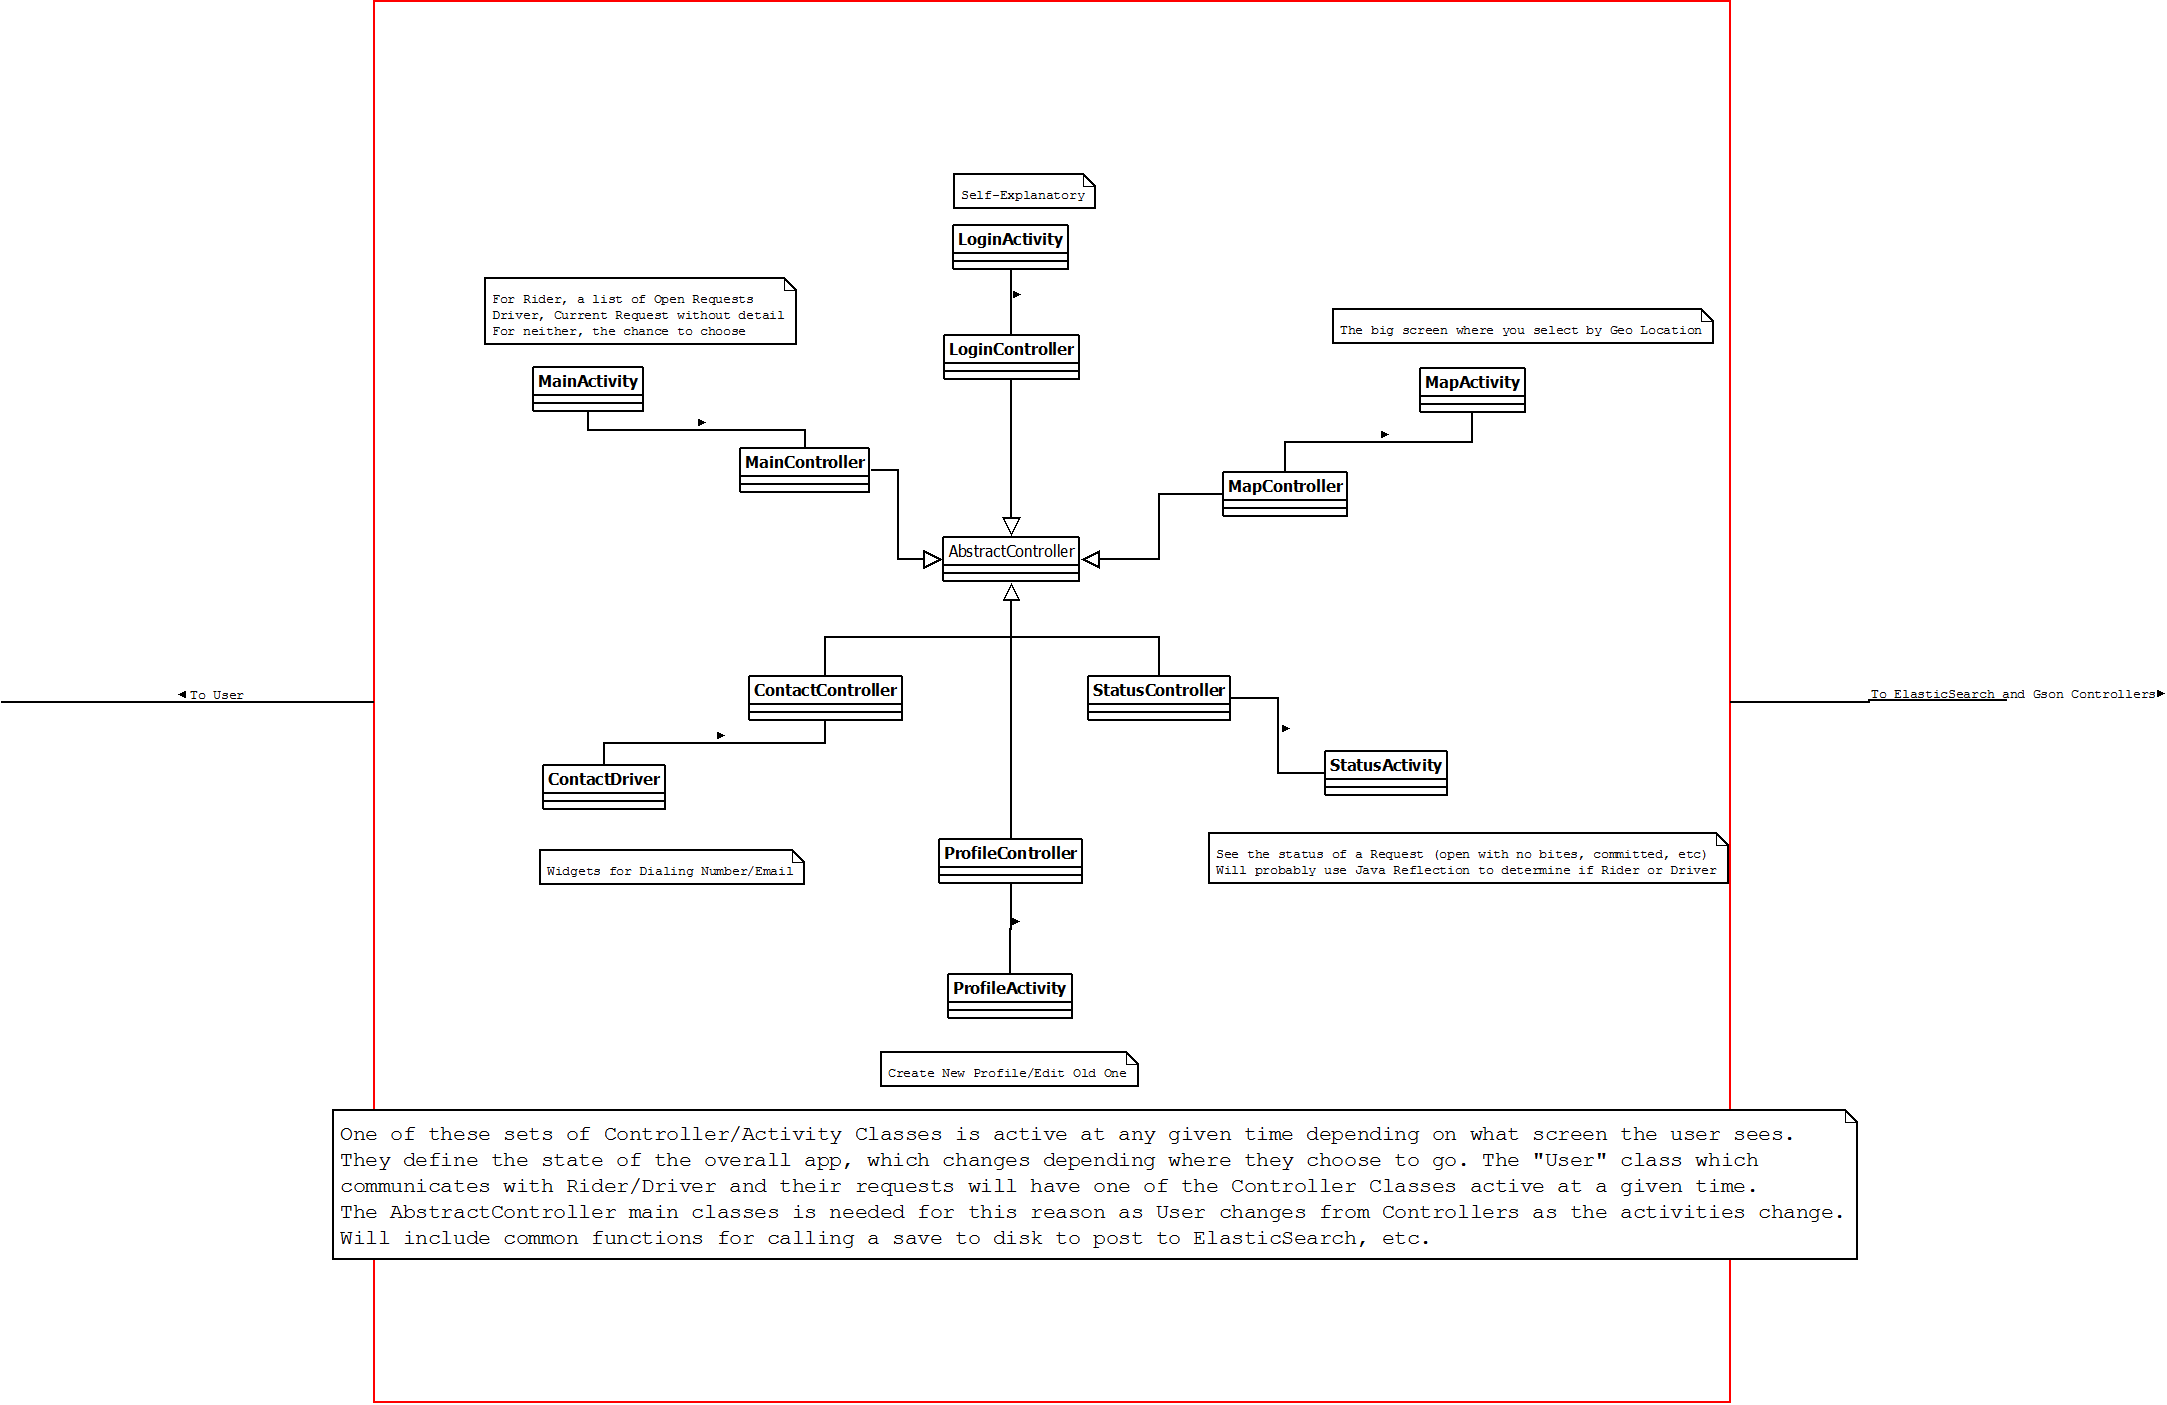 Self-Explanatory
LoginActivity
For Rider, a list of Open Requests
Driver, Current Request without detail
For neither, the chance to choose
The big screen where you select by Geo Location
LoginController
MainActivity
MapActivity
MainController
MapController
AbstractController
To User
ContactController
StatusController
To ElasticSearch and Gson Controllers
ContactDriver
StatusActivity
Widgets for Dialing Number/Email
ProfileController
See the status of a Request (open with no bites, committed, etc)
Will probably use Java Reflection to determine if Rider or Driver
ProfileActivity
Create New Profile/Edit Old One
One of these sets of Controller/Activity Classes is active at any given time depending on what screen the user sees.
They define the state of the overall app, which changes depending where they choose to go. The "User" class which
communicates with Rider/Driver and their requests will have one of the Controller Classes active at a given time.
The AbstractController main classes is needed for this reason as User changes from Controllers as the activities change.
Will include common functions for calling a save to disk to post to ElasticSearch, etc.